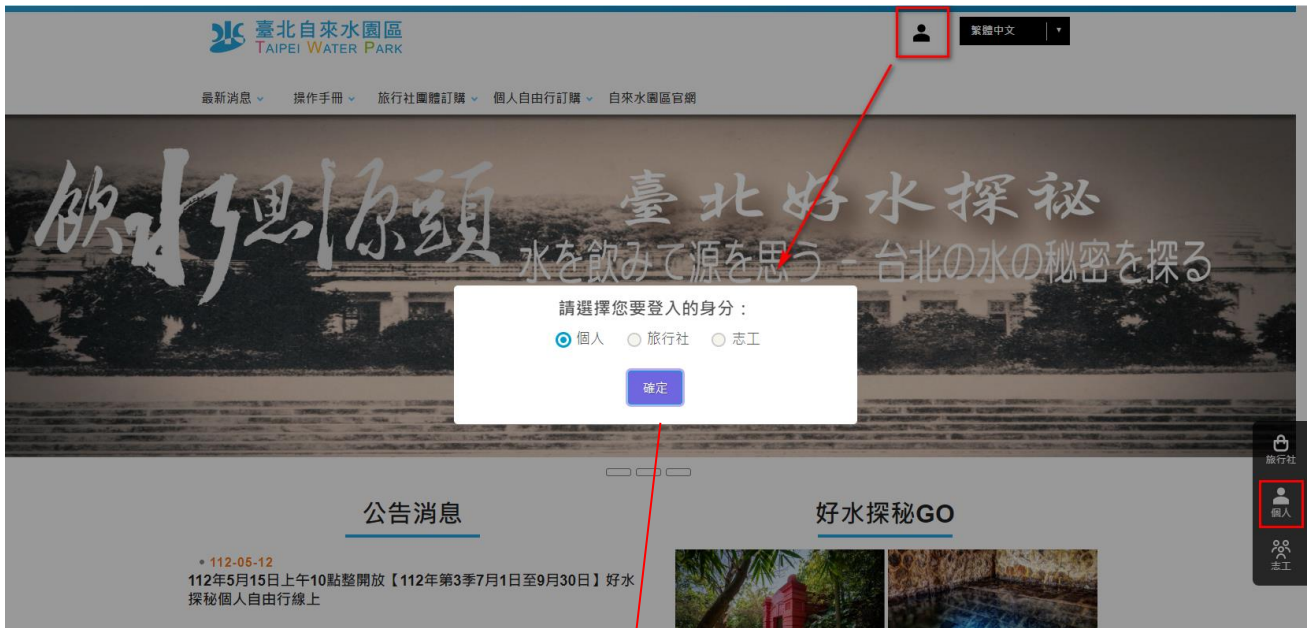 臺北自來水園區
TAIPEI WATER PARK
繁體中文
最新消息 操作手冊 旅行社團體訂購 個人自由行訂購 自來水園區官網
飲水思源頭
臺北好水探秘
水を飲みて源を思う - 台北の水の秘密を探る
請選擇您要登入的身分：
個人 旅行社 志工
確定
旅行社
個人
志工
公告消息
112-05-12
112年5月15日上午10點整開放【112年第3季7月1日至9月30日】好水
探秘個人自由行線上
好水探秘GO